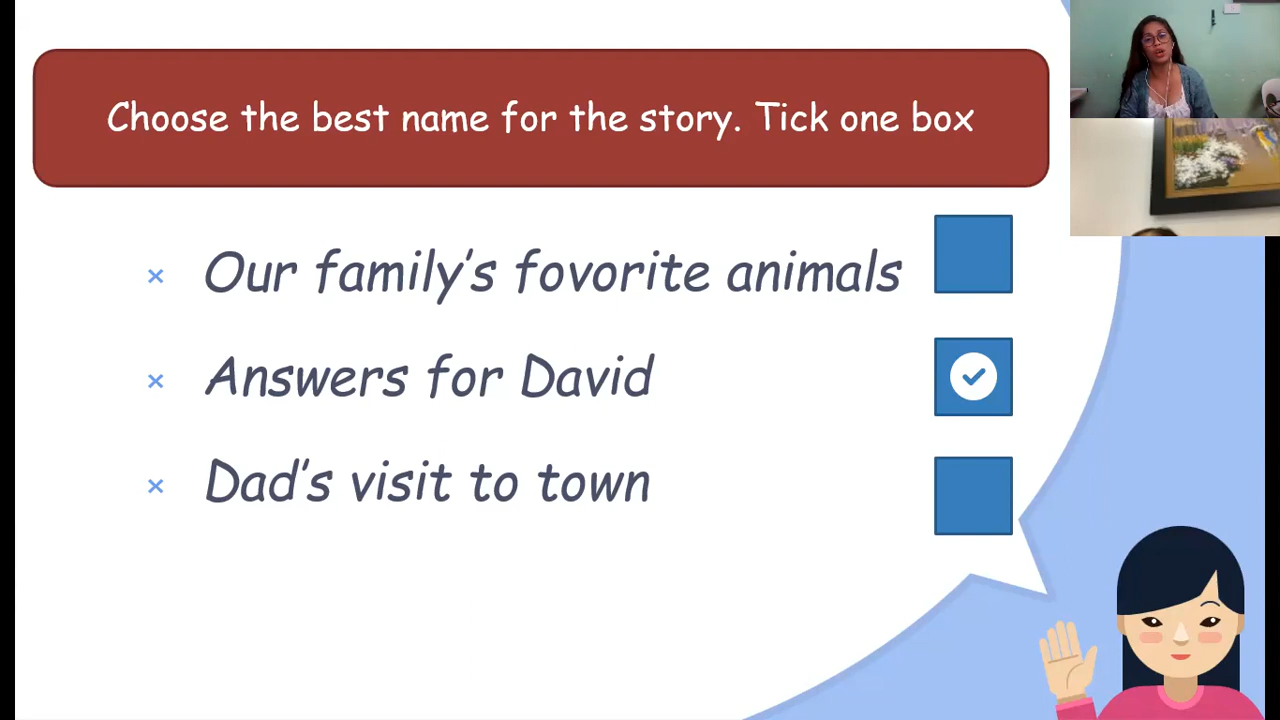 Choose the best name for the story. Tick one box
× Our family's fovorite animals
× Answers for David
× Dad's visit to town